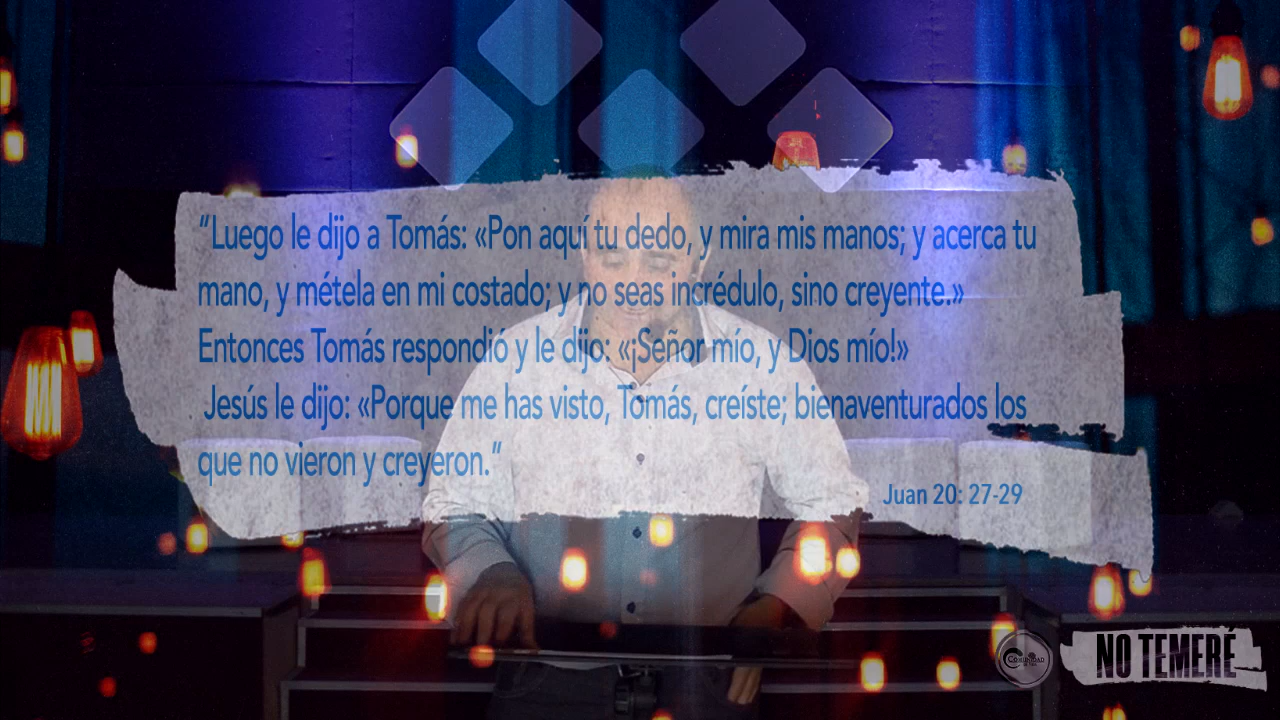 “Luego le dijo a Tomás: «Pon aquí tu dedo, y mira mis manos; y acerca tu
mano, y métela en mi costado; y no seas incrédulo, sino creyente.»
Entonces Tomás respondió y le dijo: «¡Señor mío, y Dios mío!»
Jesús le dijo: «Porque me has visto, Tomás, creíste; bienaventurados los
que no vieron y creyeron.”
Juan 20: 27-29
COMUNIDAD
NO TEMERÉ